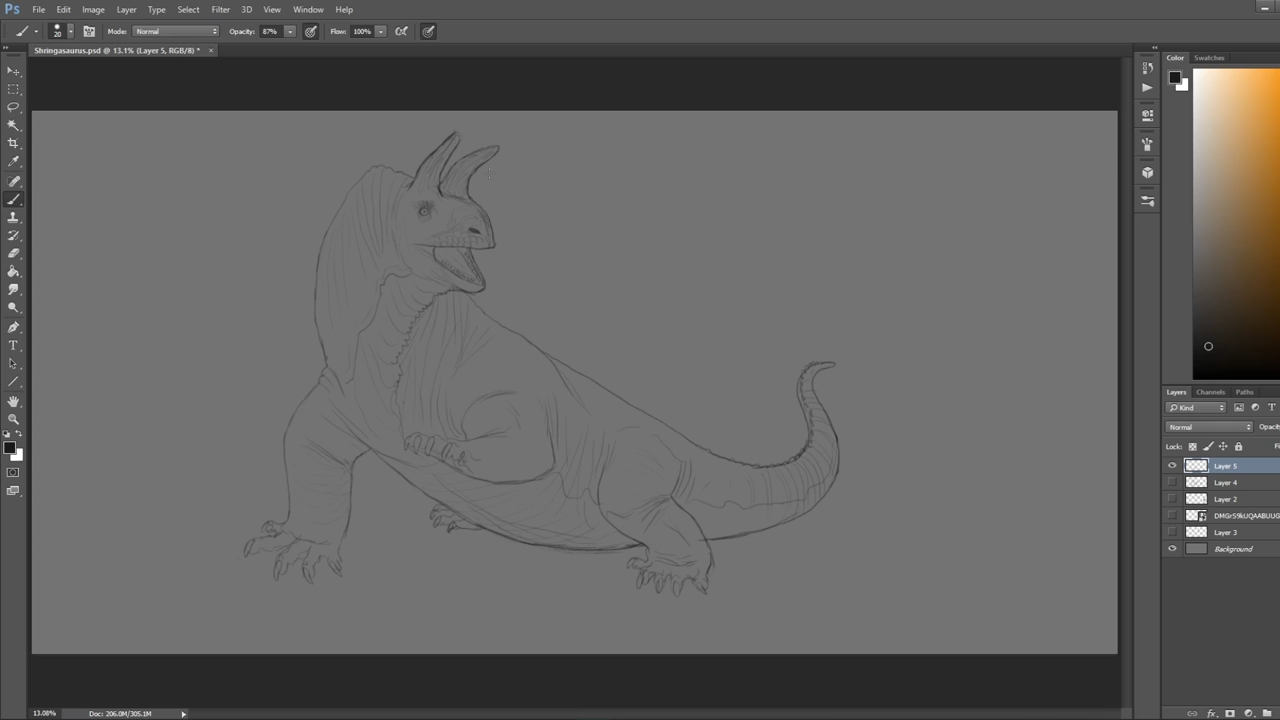 Ps File Edit Image Layer Type Select Filter 3D View Window Help
20 Mode: Normal Opacity: 87% Flow: 100%
Shringasaurus.psd @ 13.1% (Layer 5, RGB/8) *
Color Swatches
Layers Channels Paths
Kind T
Normal
Lock:
Layer 5
Layer 4
Layer 2
Layer 3
Background
13.08% Doc: 206.0M/305.1M